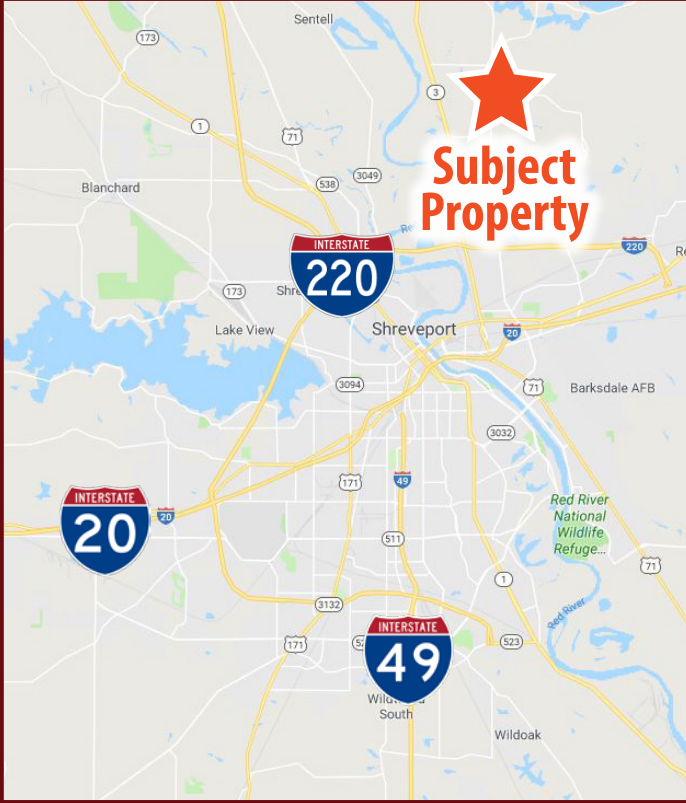 Sentell
173
3
1
71
3049
538
Blanchard
Subject
Property
INTERSTATE
220
220
173
Shre
Lake View
Shreveport
20
3094
71
Barksdale AFB
3032
171
49
INTERSTATE
20
20
Red River
National
Wildlife
Refuge...
511
71
1
3132
Red River
INTERSTATE
49
171
523
South
Wildoak